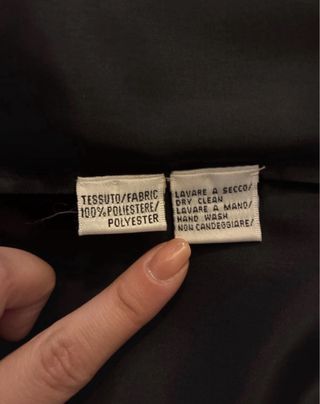 TESSUTO/FABRIC
100%POLIESTERE/
POLYESTER
LAVARE A SECCO/
DRY CLEAN
LAVARE A MANO/
HAND WASH
NON CANDEGGIARE/